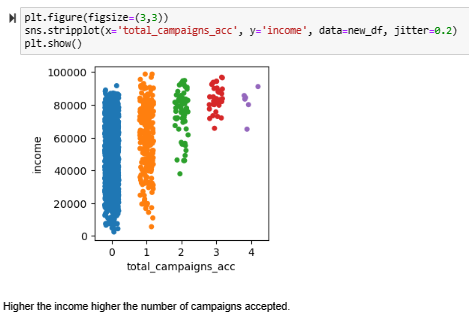 plt.figure(figsize=(3,3))
sns.stripplot(x='total_campaigns_acc', y='income', data=new_df, jitter=0.2)
plt.show()
100000
80000
60000
40000
20000
0
income
0 1 2 3 4
total_campaigns_acc
Higher the income higher the number of campaigns accepted.